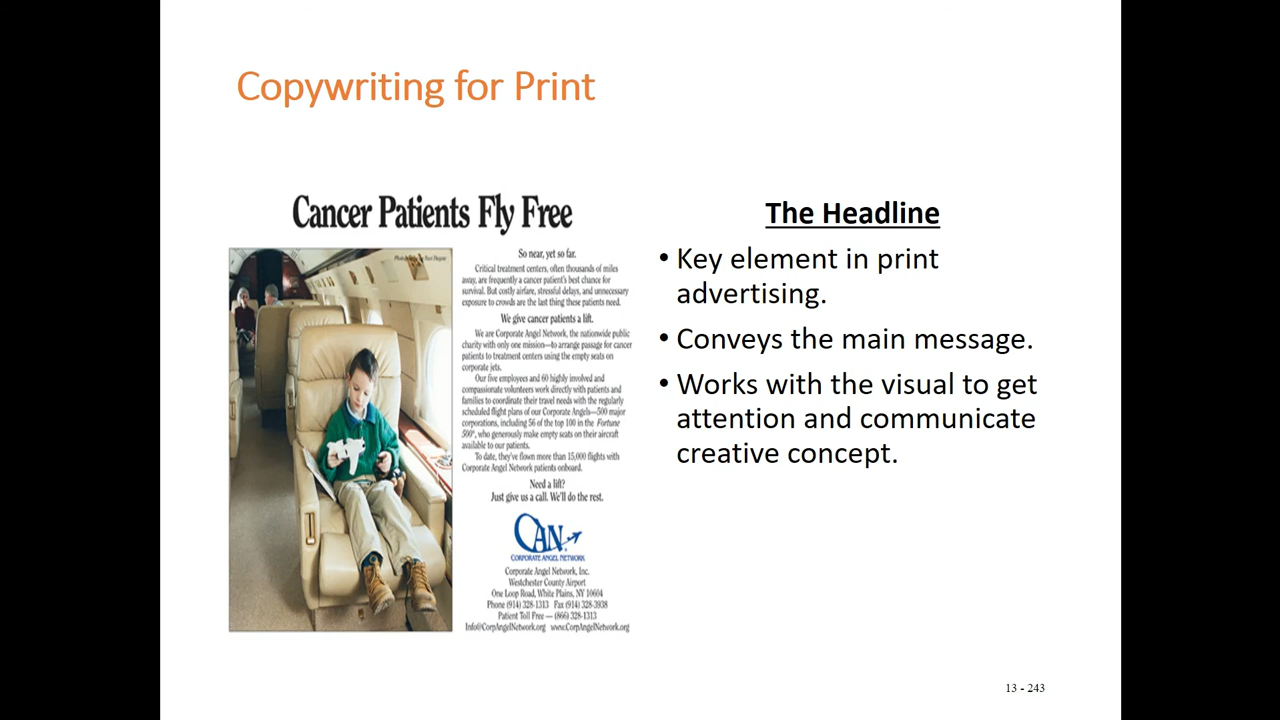 Copywriting for Print
Cancer Patients Fly Free
So near, yet so far.
Critical treatment centers, often thousands of miles
away, are frequently a cancer patient's best chance for
survival. But costly airfare, stressful delays, and unnecessary
exposure to crowds are the last thing these patients need.
We give cancer patients a lift.
We are Corporate Angel Network, the nationwide public
charity with only one mission—to arrange passage for cancer
patients to treatment centers using the empty seats on
corporate jets.
Our five employees and 60 highly involved and
compassionate volunteers work directly with patients and
families to coordinate their travel needs with the regularly
scheduled flight plans of our Corporate Angels—500 major
corporations, including 56 of the top 100 in the Fortune
500®, who generously make empty seats on their aircraft
available to our patients.
To date, they've flown more than 15,000 flights with
Corporate Angel Network patients onboard.
Need a lift?
Just give us a call. We'll do the rest.
CAN
CORPORATE ANGEL NETWORK
Corporate Angel Network, Inc.
Westchester County Airport
One Loop Road, White Plains, NY 10604
Phone (914) 328-1313 Fax (914) 328-3938
Patient Toll Free — (866) 328-1313
Info@CorpAngelNetwork.org www.CorpAngelNetwork.org
The Headline
• Key element in print
advertising.
• Conveys the main message.
• Works with the visual to get
attention and communicate
creative concept.
13 - 243